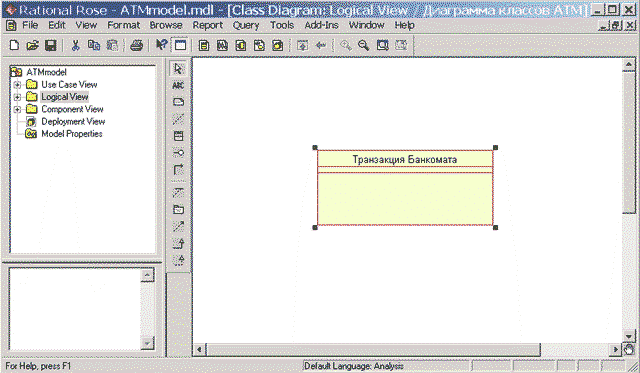 Rational Rose - ATMmodel.mdl - [Class Diagram: Logical View / Диаграмма классов ATM]
File Edit View Format Browse Report Query Tools Add-Ins Window Help
ATMmodel
Use Case View
Logical View
Component View
Deployment View
Model Properties
ABC
Транзакция Банкомата
For Help, press F1
Default Language: Analysis